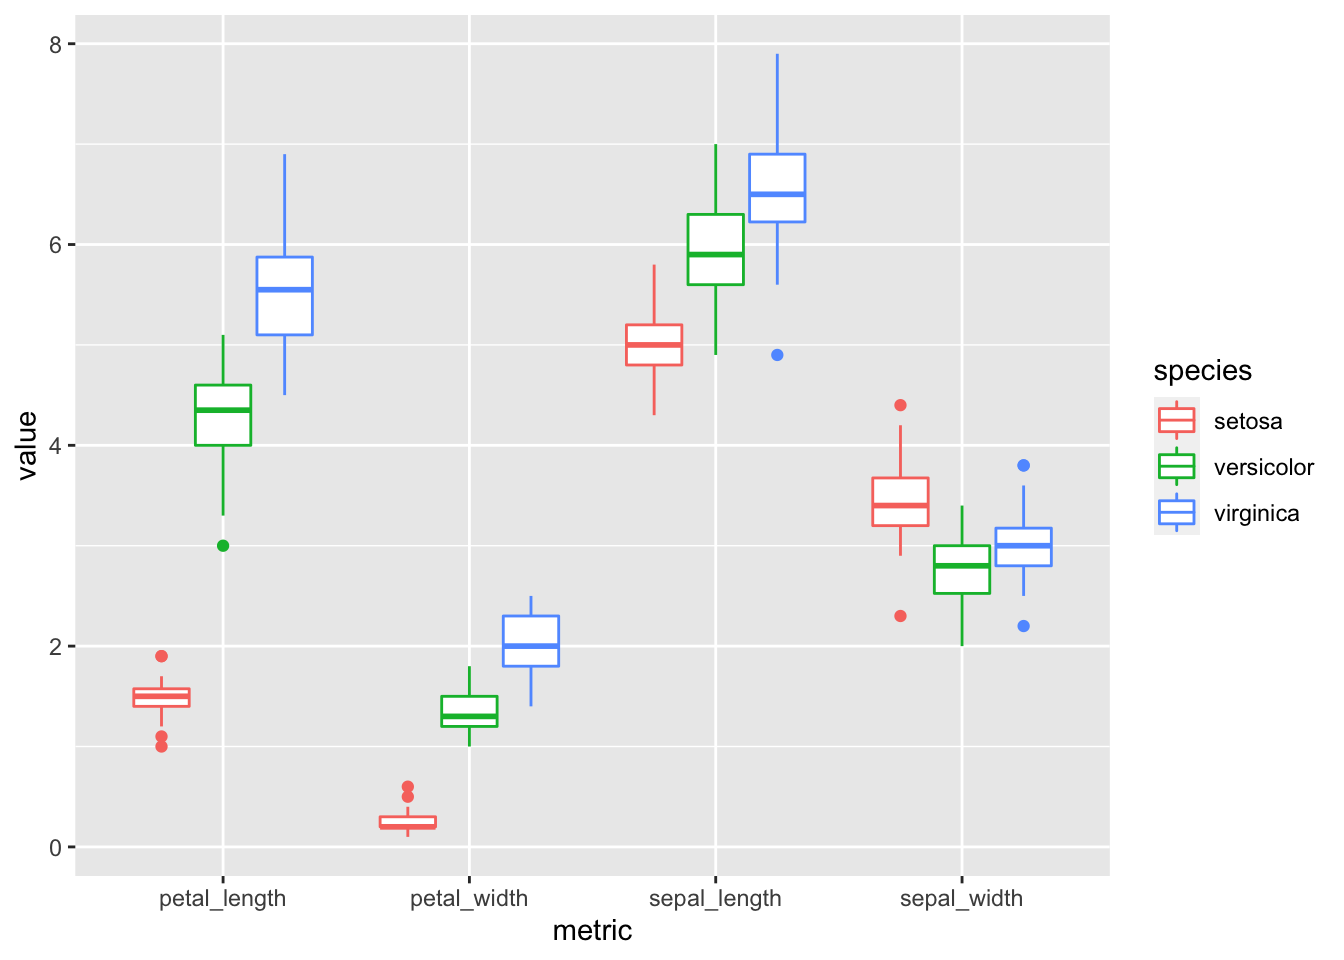 8
6
4
2
0
value
petal_length
petal_width
sepal_length
sepal_width
metric
species
setosa
versicolor
virginica